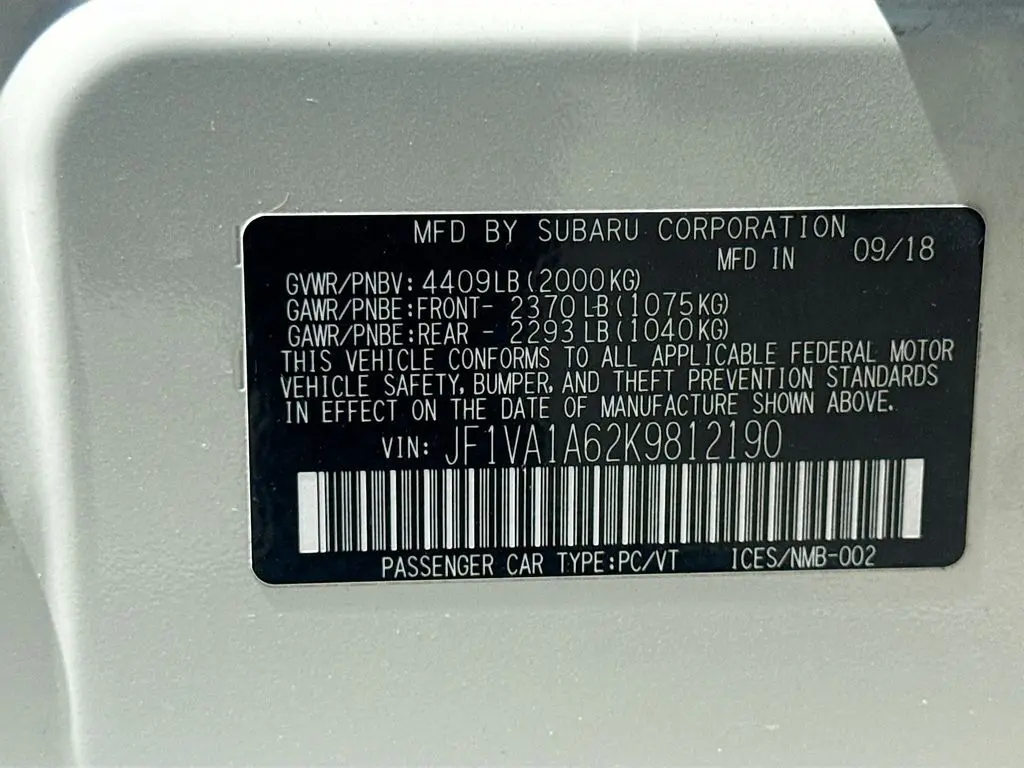 MFD BY SUBARU CORPORATION
MFD IN 09/18
GVWR/PNBV: 4409LB(2000KG)
GAWR/PNBE:FRONT- 2370 LB(1075KG)
GAWR/PNBE:REAR - 2293 LB(1040KG)
THIS VEHICLE CONFORMS TO ALL APPLICABLE FEDERAL MOTOR
VEHICLE SAFETY, BUMPER, AND THEFT PREVENTION STANDARDS
IN EFFECT ON THE DATE OF MANUFACTURE SHOWN ABOVE.
VIN: JF1VA1A62K9812190
PASSENGER CAR TYPE:PC/VT ICES/NMB-002